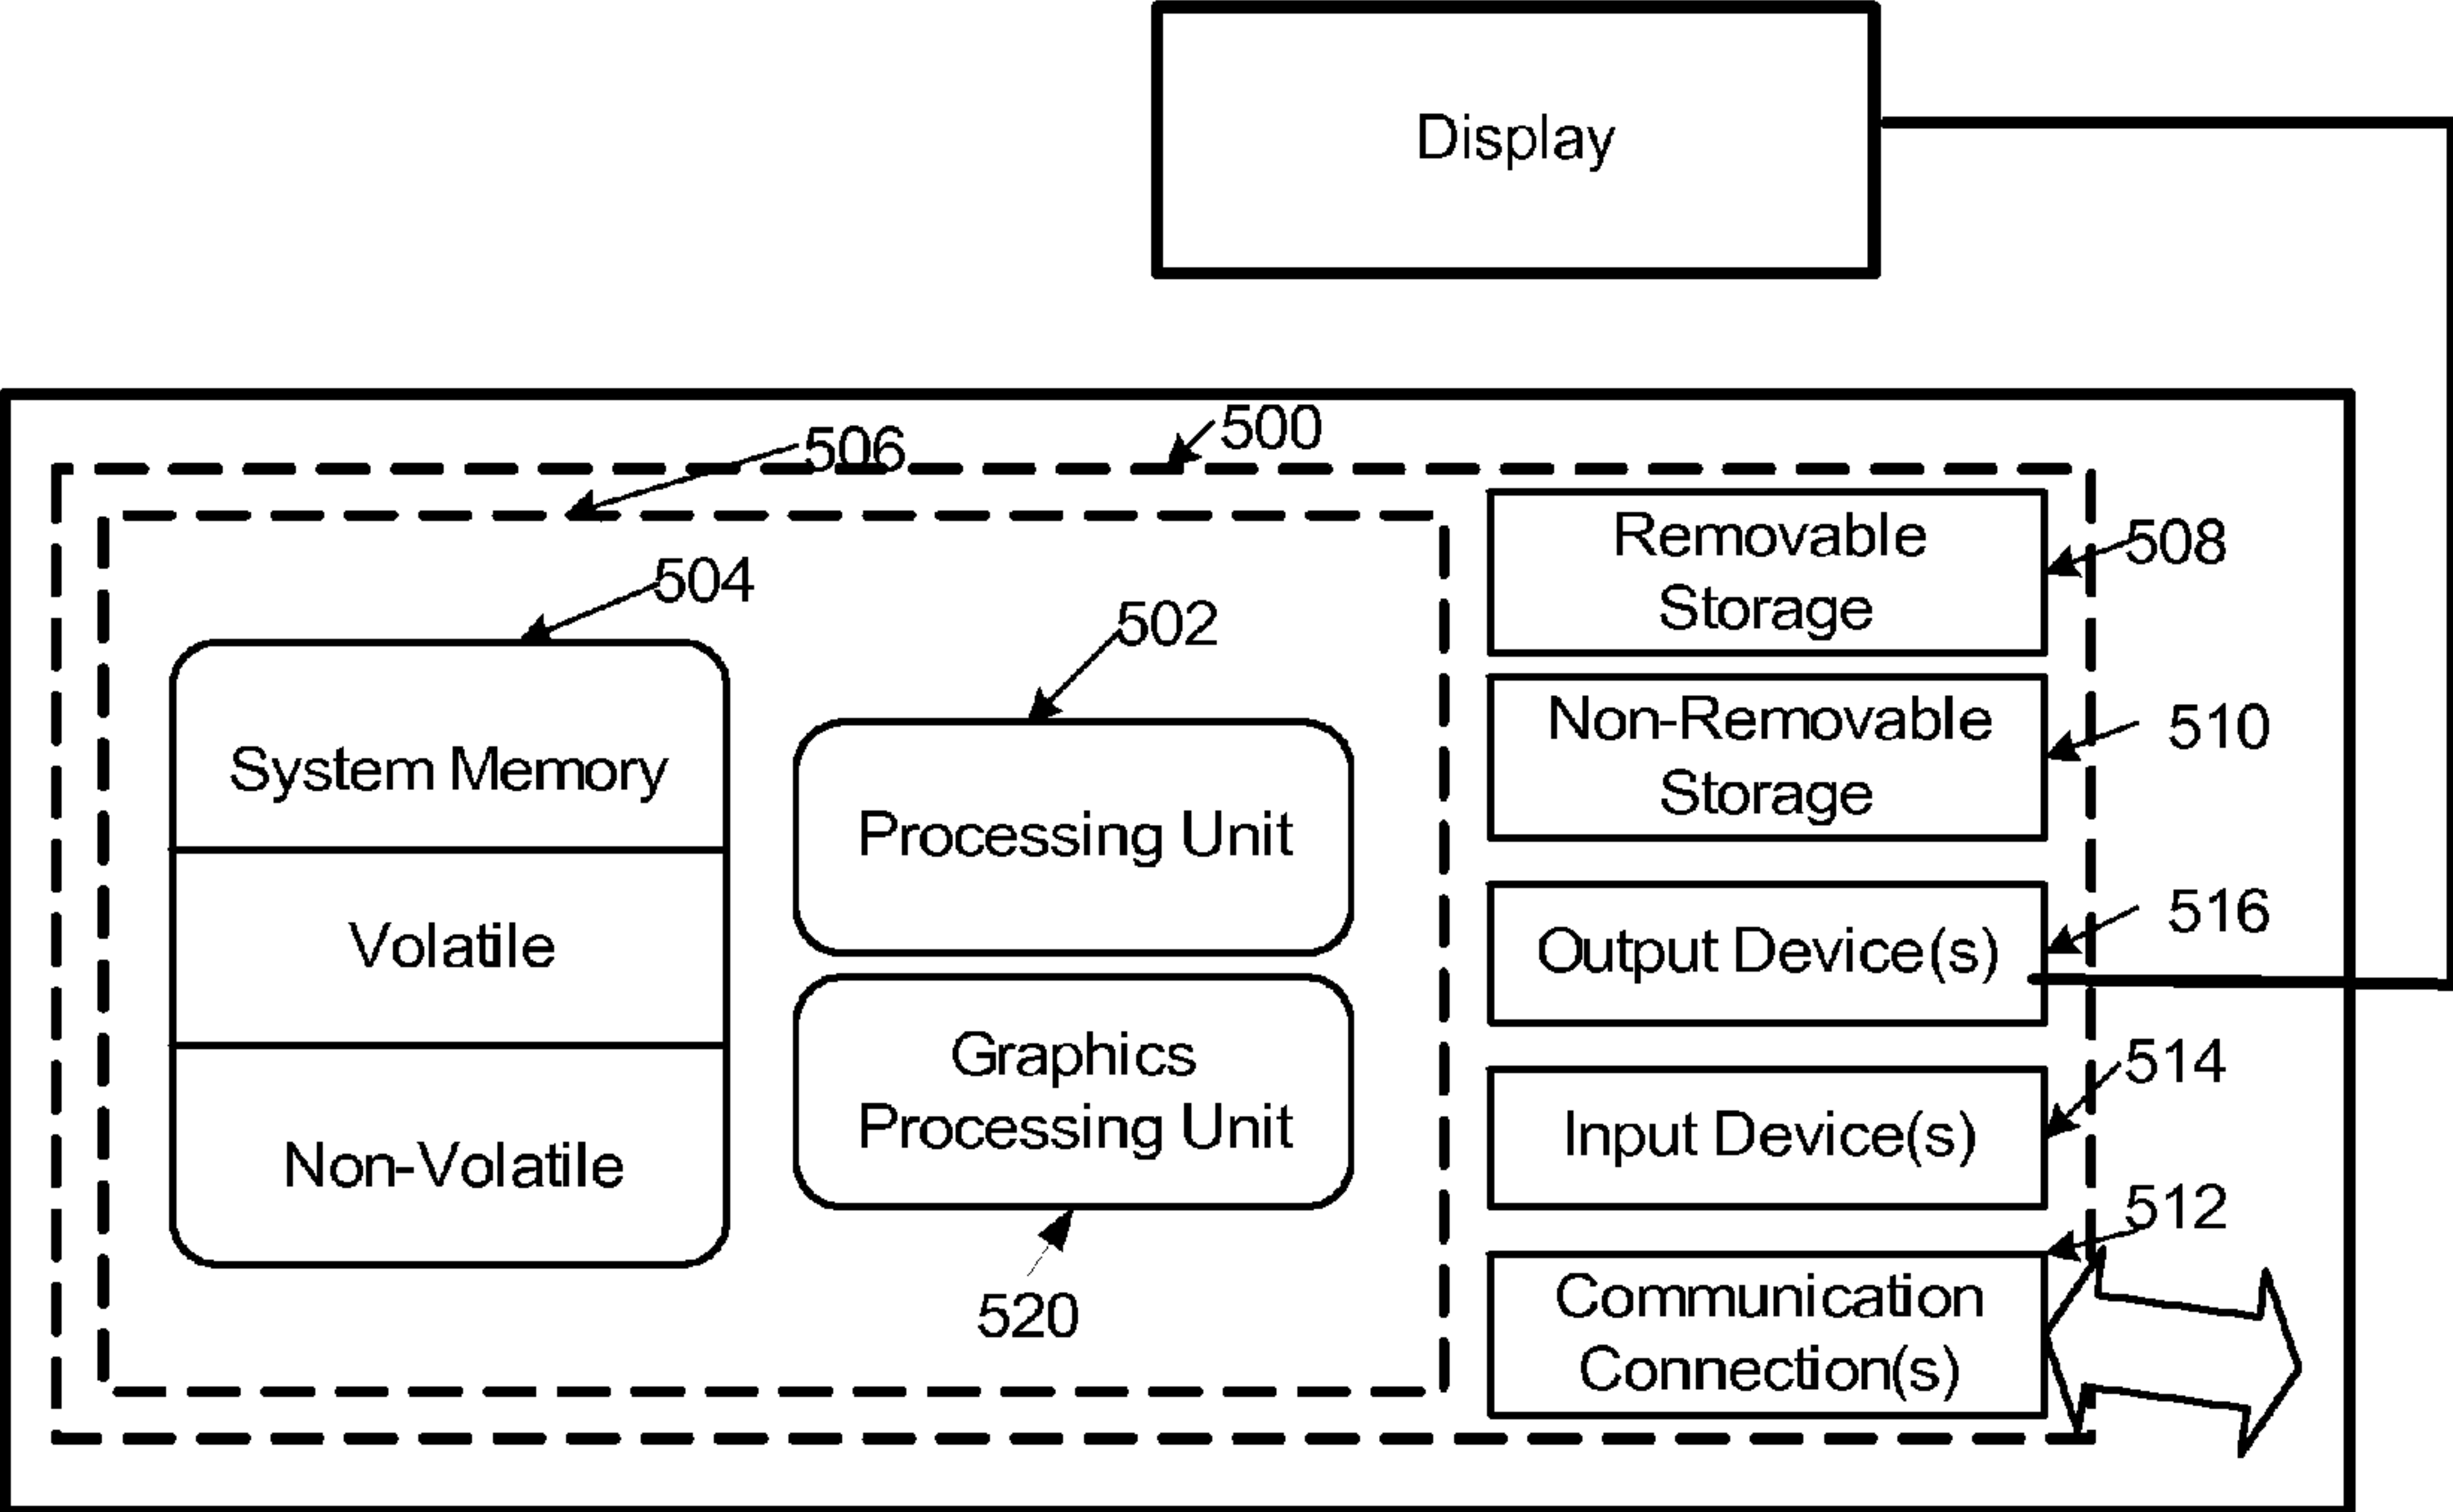 Display
500
506
Removable
Storage
508
504
502
Non-Removable
Storage
510
System Memory
Processing Unit
Output Device(s)
516
Volatile
Graphics
Processing Unit
Input Device(s)
514
Non-Volatile
512
520
Communication
Connection(s)